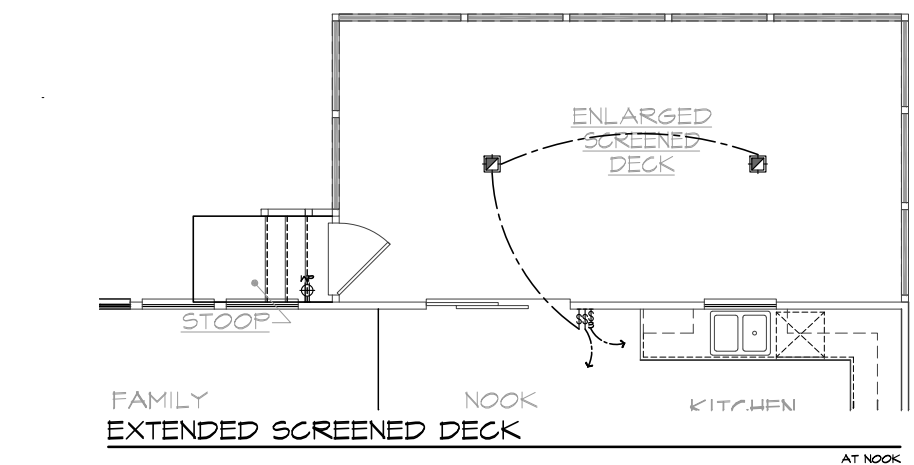 ENLARGED
SCREENED
DECK
STOOP
FAMILY
NOOK
KITCHEN
EXTENDED SCREENED DECK
AT NOOK